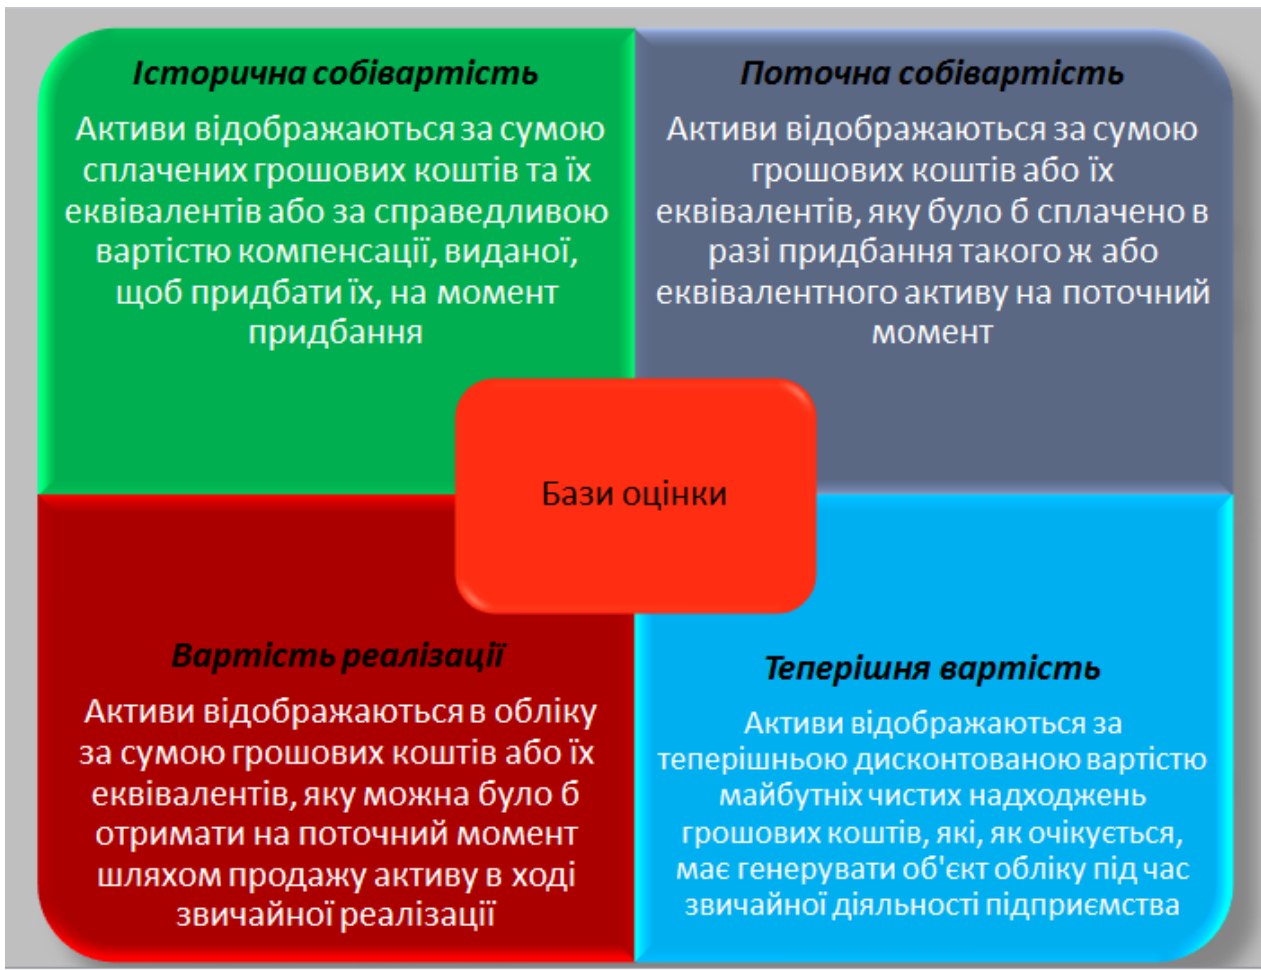 Історична собівартість
Активи відображаються за сумою
сплачених грошових коштів та їх
еквівалентів або за справедливою
вартістю компенсації, виданої,
щоб придбати їх, на момент
придбання
Поточна собівартість
Активи відображаються за сумою
грошових коштів або їх
еквівалентів, яку було б сплачено в
разі придбання такого ж або
еквівалентного активу на поточний
момент
Бази оцінки
Вартість реалізації
Активи відображаються в обліку
за сумою грошових коштів або їх
еквівалентів, яку можна було б
отримати на поточний момент
шляхом продажу активу в ході
звичайної реалізації
Теперішня вартість
Активи відображаються за
теперішньою дисконтованою вартістю
майбутніх чистих надходжень
грошових коштів, які, як очікується,
має генерувати об'єкт обліку під час
звичайної діяльності підприємства